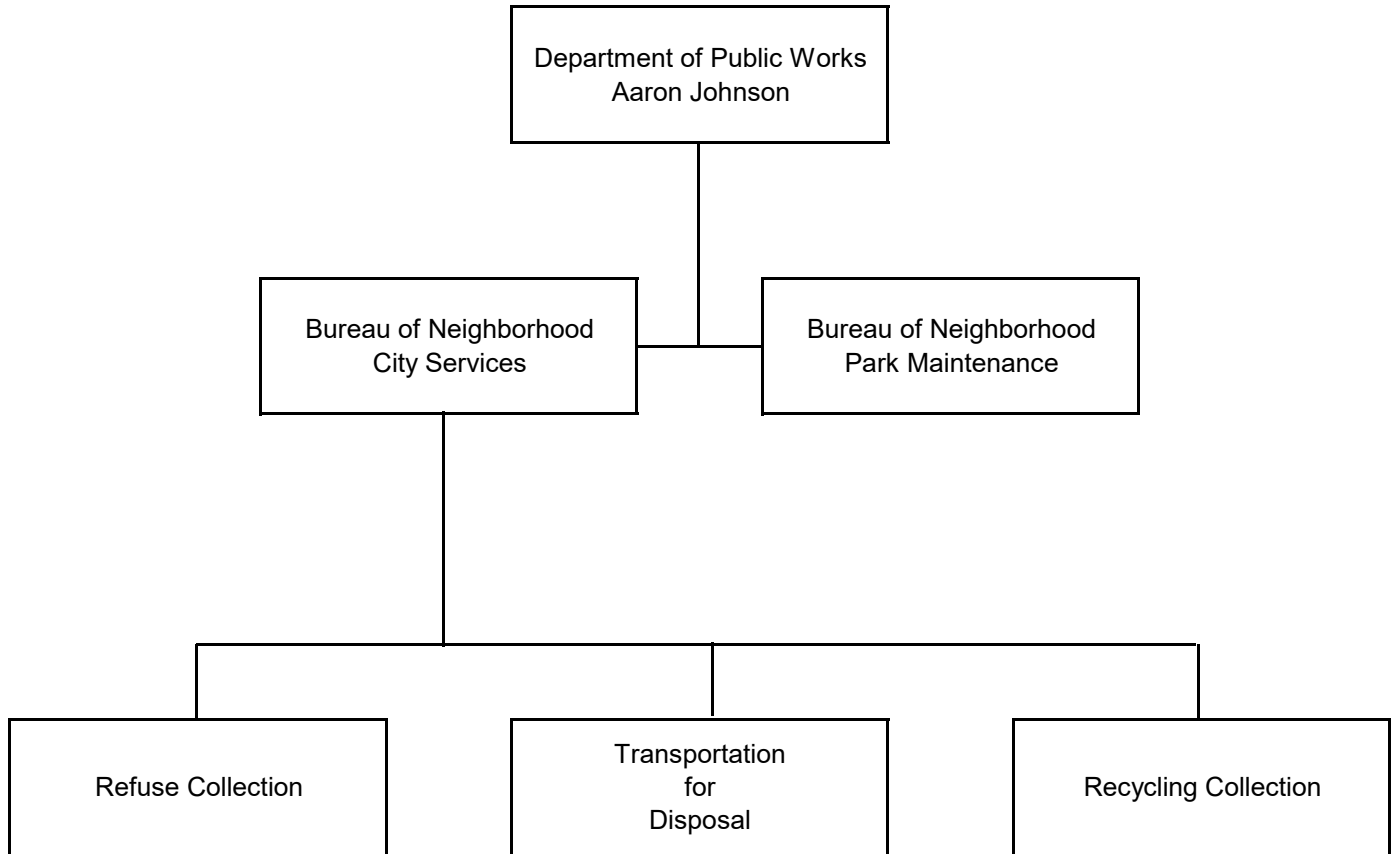 Department of Public Works
Aaron Johnson
Bureau of Neighborhood
City Services
Bureau of Neighborhood
Park Maintenance
Refuse Collection
Transportation
for
Disposal
Recycling Collection